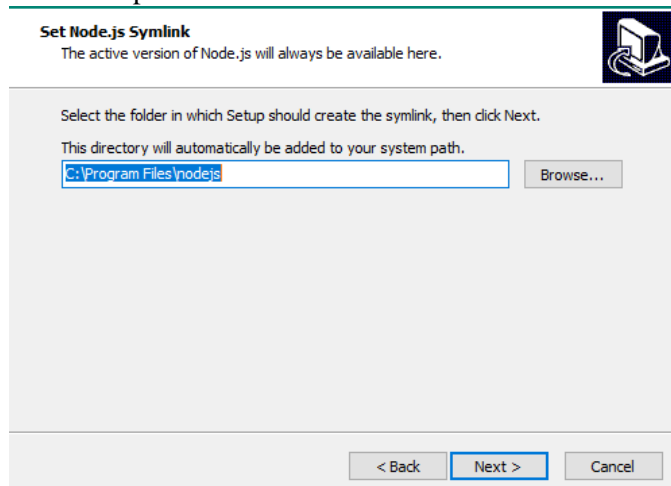 Set Node.js Symlink
The active version of Node.js will always be available here.
Select the folder in which Setup should create the symlink, then click Next.
This directory will automatically be added to your system path.
C:\Program Files\nodejs
Browse...
< Back
Next >
Cancel